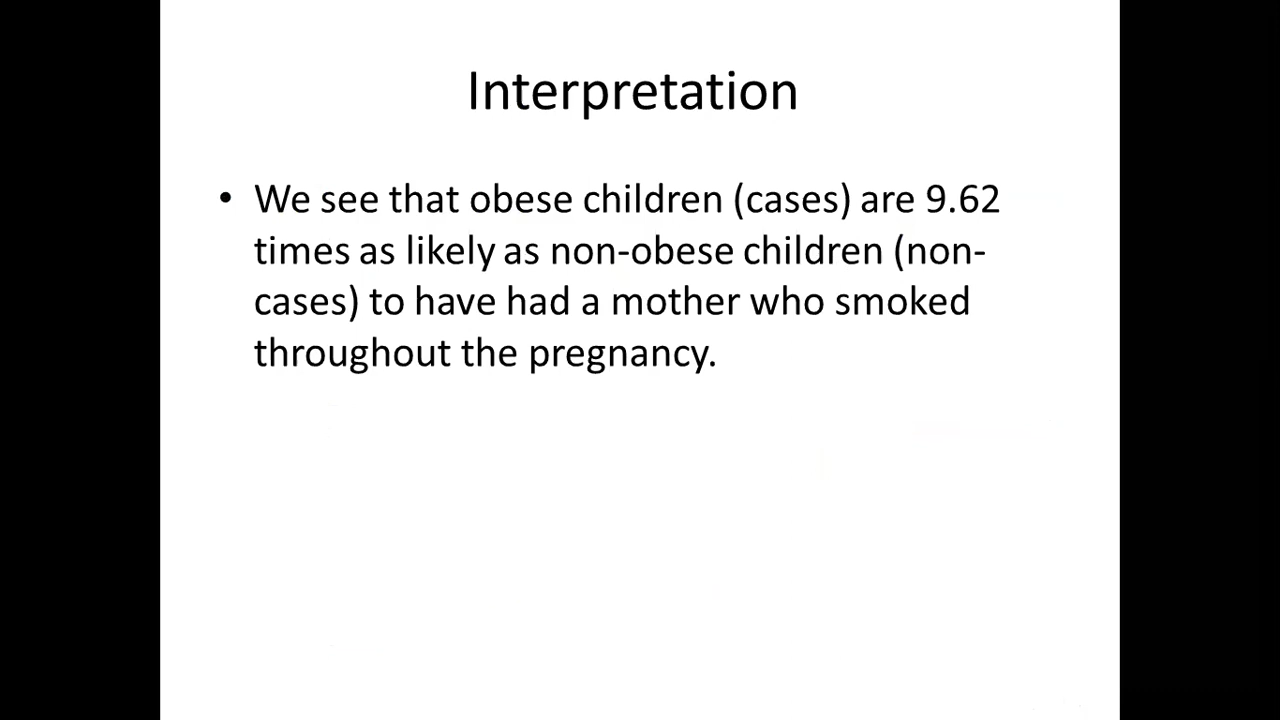 Interpretation
• We see that obese children (cases) are 9.62
times as likely as non-obese children (non-
cases) to have had a mother who smoked
throughout the pregnancy.